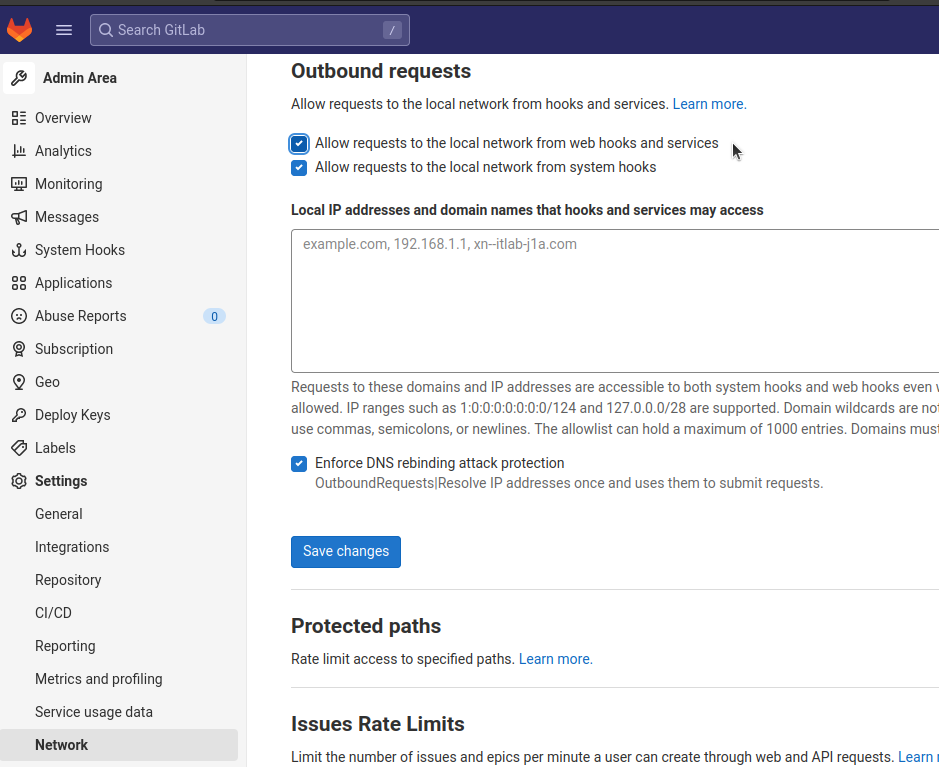 Search GitLab /
Admin Area
Overview
Analytics
Monitoring
Messages
System Hooks
Applications
Abuse Reports 0
Subscription
Geo
Deploy Keys
Labels
Settings
General
Integrations
Repository
CI/CD
Reporting
Metrics and profiling
Service usage data
Network
Outbound requests
Allow requests to the local network from hooks and services. Learn more.
Allow requests to the local network from web hooks and services
Allow requests to the local network from system hooks
Local IP addresses and domain names that hooks and services may access
example.com, 192.168.1.1, xn--itlab-j1a.com
Requests to these domains and IP addresses are accessible to both system hooks and web hooks even
allowed. IP ranges such as 1:0:0:0:0:0:0:0/124 and 127.0.0.0/28 are supported. Domain wildcards are not
use commas, semicolons, or newlines. The allowlist can hold a maximum of 1000 entries. Domains must
Enforce DNS rebinding attack protection
OutboundRequests|Resolve IP addresses once and uses them to submit requests.
Save changes
Protected paths
Rate limit access to specified paths. Learn more.
Issues Rate Limits
Limit the number of issues and epics per minute a user can create through web and API requests. Learn